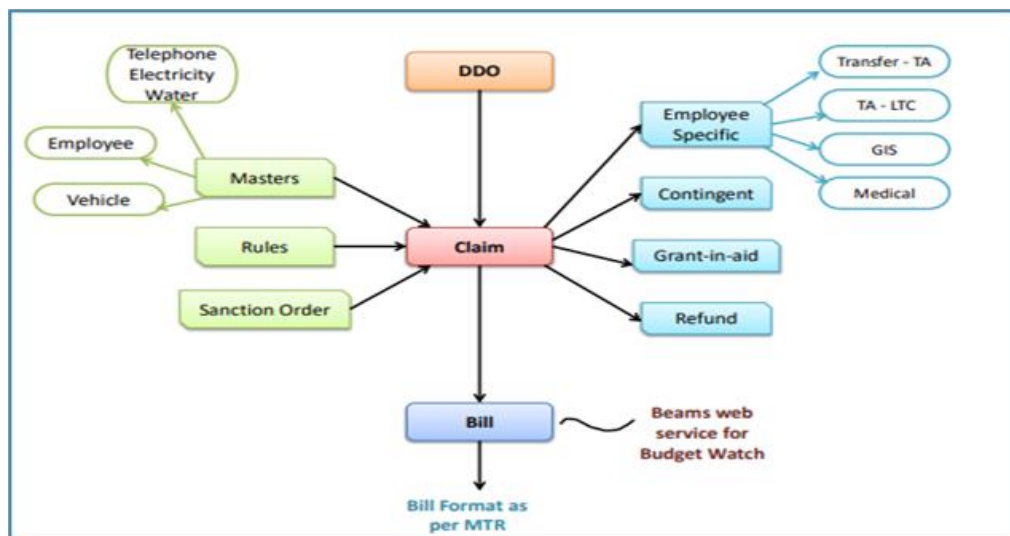 Telephone
Electricity
Water
DDO
Transfer - TA
Employee
Specific
TA - LTC
Employee
GIS
Masters
Medical
Vehicle
Contingent
Rules
Claim
Grant-in-aid
Sanction Order
Refund
Bill
Beams web
service for
Budget Watch
Bill Format as
per MTR